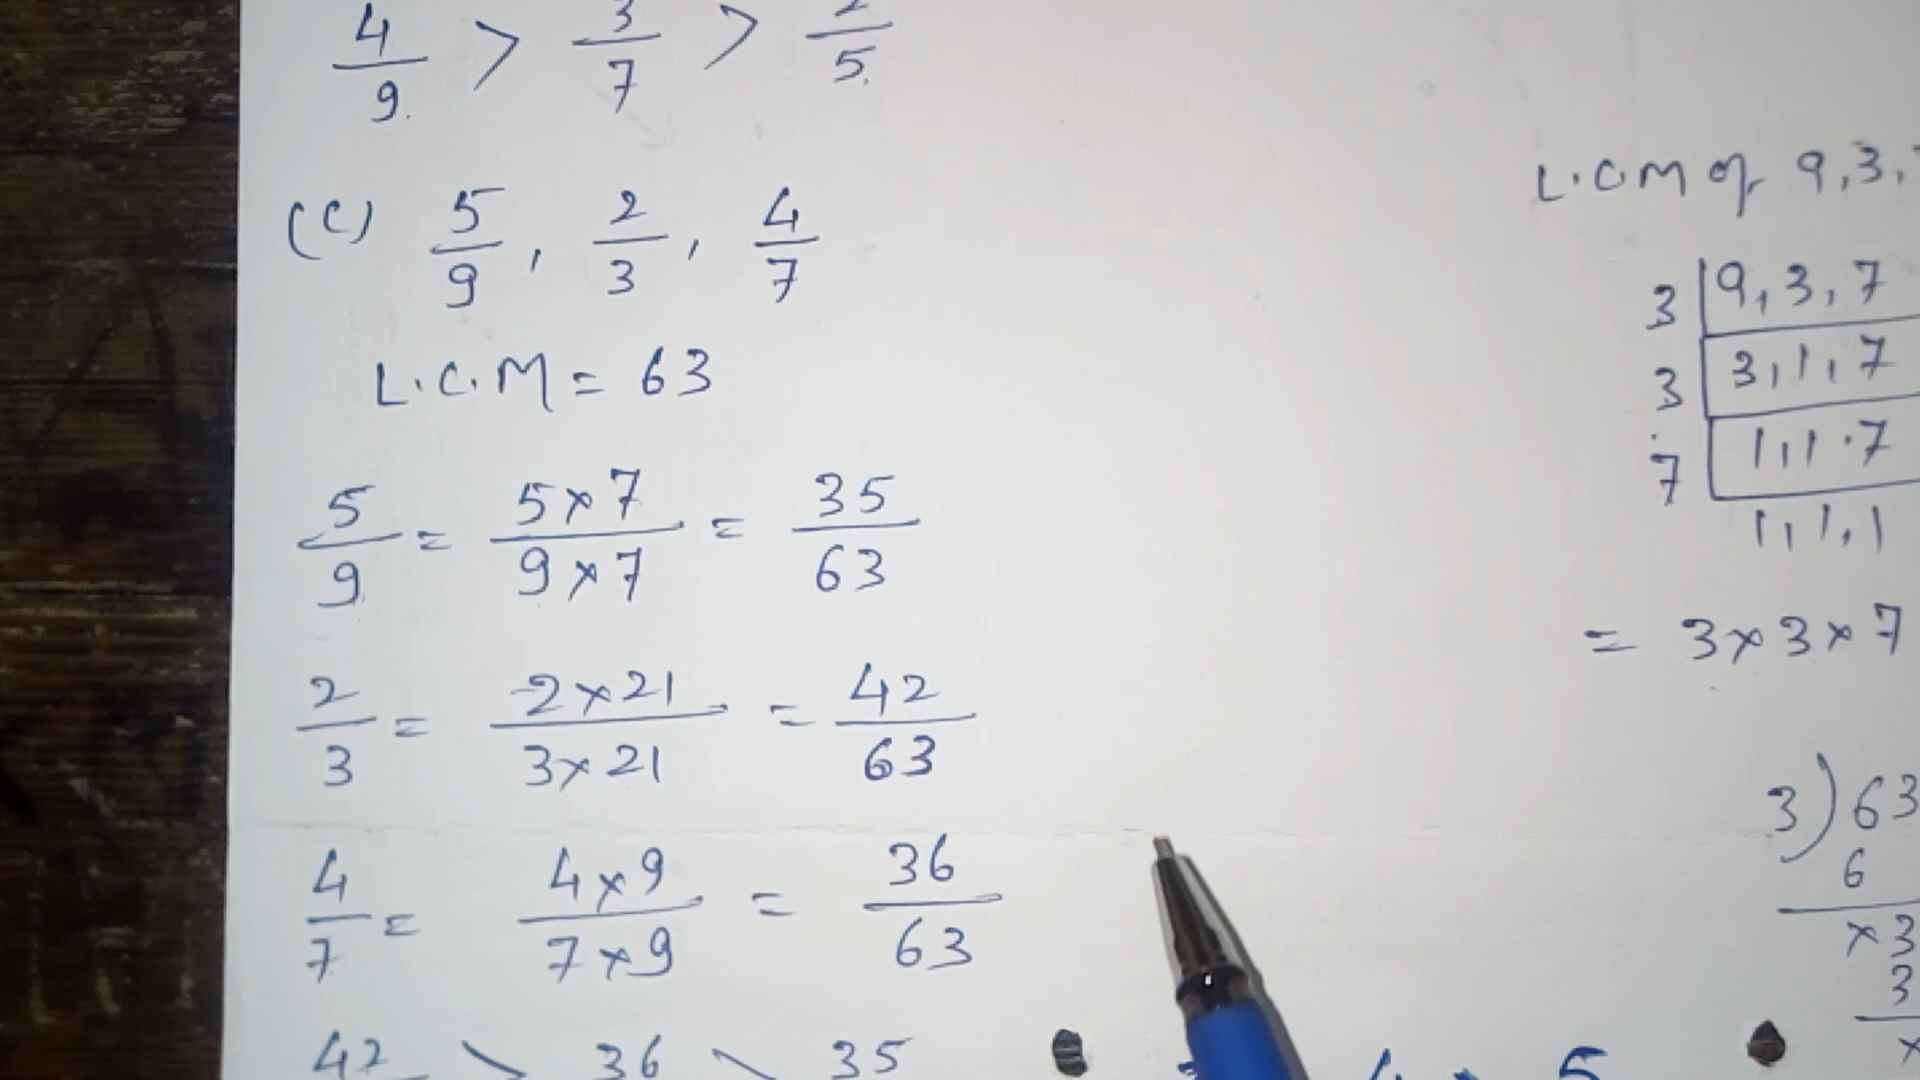 4/9 > 3/7 > 2/5
(C) 5/9, 2/3, 4/7
L.C.M = 63
5/9 = 5×7/9×7 = 35/63
2/3 = 2×21/3×21 = 42/63
4/7 = 4×9/7×9 = 36/63
42 > 36 > 35
L.C.M of 9,3,
3 | 9,3,7
3 | 3,1,7
7 | 1,1,7
1,1,1
= 3×3×7
3)63
6
×3
3
×
5